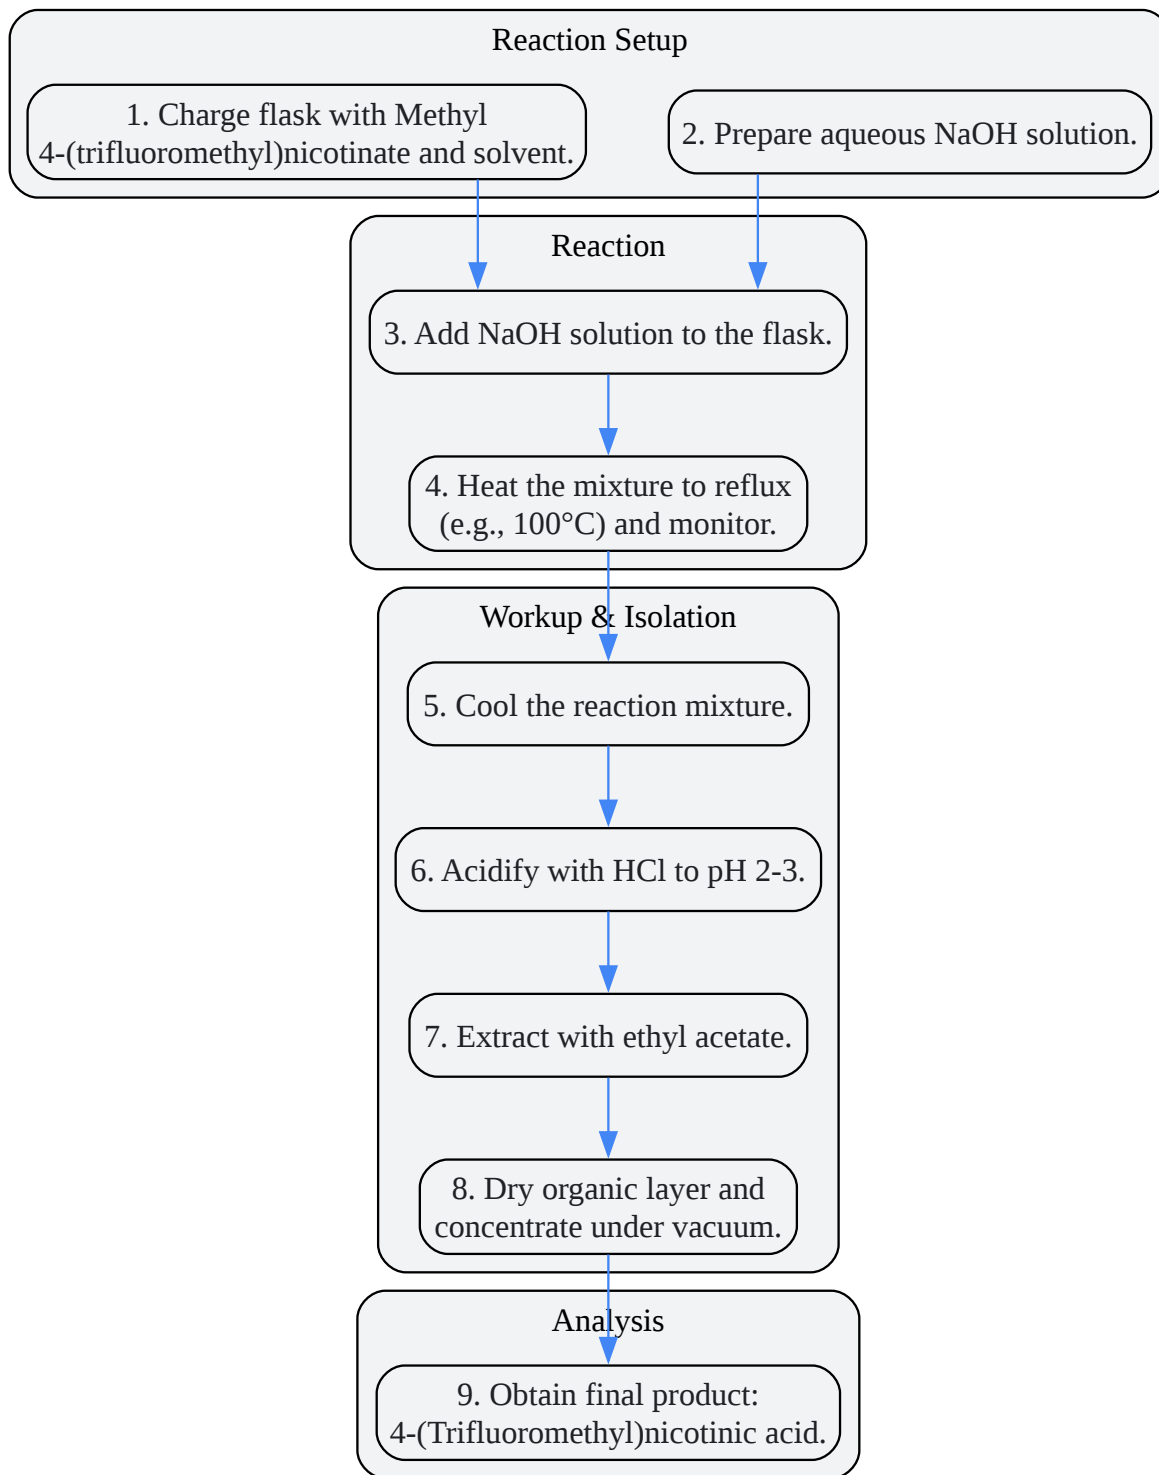 Reaction Setup
1. Charge flask with Methyl
4-(trifluoromethyl)nicotinate and solvent.
2. Prepare aqueous NaOH solution.
Reaction
3. Add NaOH solution to the flask.
4. Heat the mixture to reflux
(e.g., 100°C) and monitor.
Workup & Isolation
5. Cool the reaction mixture.
6. Acidify with HCl to pH 2-3.
7. Extract with ethyl acetate.
8. Dry organic layer and
concentrate under vacuum.
Analysis
9. Obtain final product:
4-(Trifluoromethyl)nicotinic acid.